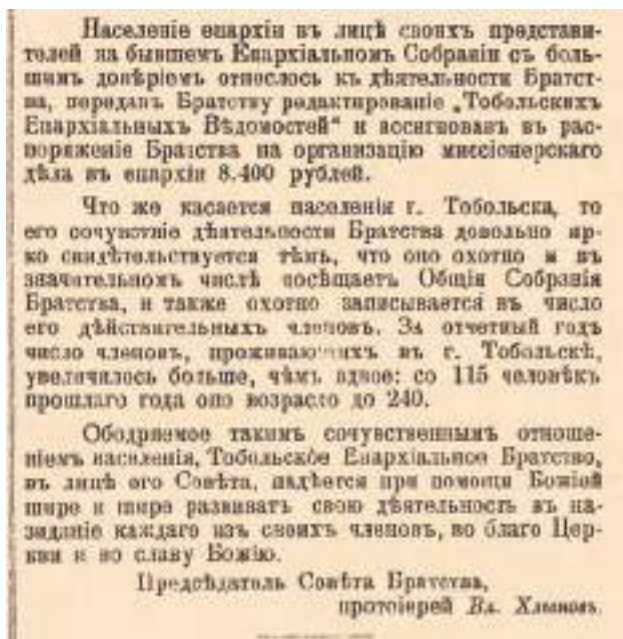 Населеніе епархіи въ лицѣ своихъ представи-
телей на бывшемъ Епархіальномъ Собраніи съ боль-
шимъ довѣріемъ отнеслось къ дѣятельности Братст-
ва, передавъ Братству редактированіе „Тобольскихъ
Епархіальныхъ Вѣдомостей“ и ассигновавъ въ рас-
поряженіе Братства на организацію миссіонерскаго
дѣла въ епархіи 8.400 рублей.
Что же касается населенія г. Тобольска, то
его сочувствіе дѣятельности Братства довольно яр-
ко свидѣтельствуется тѣмъ, что оно охотно и въ
значительномъ числѣ посѣщаетъ Общія Собранія
Братства, и также охотно записывается въ число
его дѣйствительныхъ членовъ. За отчетный годъ
число членовъ, проживающихъ въ г. Тобольскѣ,
увеличилось больше, чѣмъ вдвое: со 115 человѣкъ
прошлаго года оно возрасло до 240.
Ободряемое такимъ сочувственнымъ отноше-
ніемъ населенія, Тобольское Епархіальное Братство,
въ лицѣ его Совѣта, надѣется при помощи Божіей
шире и шире развивать свою дѣятельность въ на-
зиданіе каждаго изъ своихъ членовъ, во благо Цер-
кви и во славу Божію.
Предсѣдатель Совѣта Братства,
протоіерей Вл. Хлыновъ.